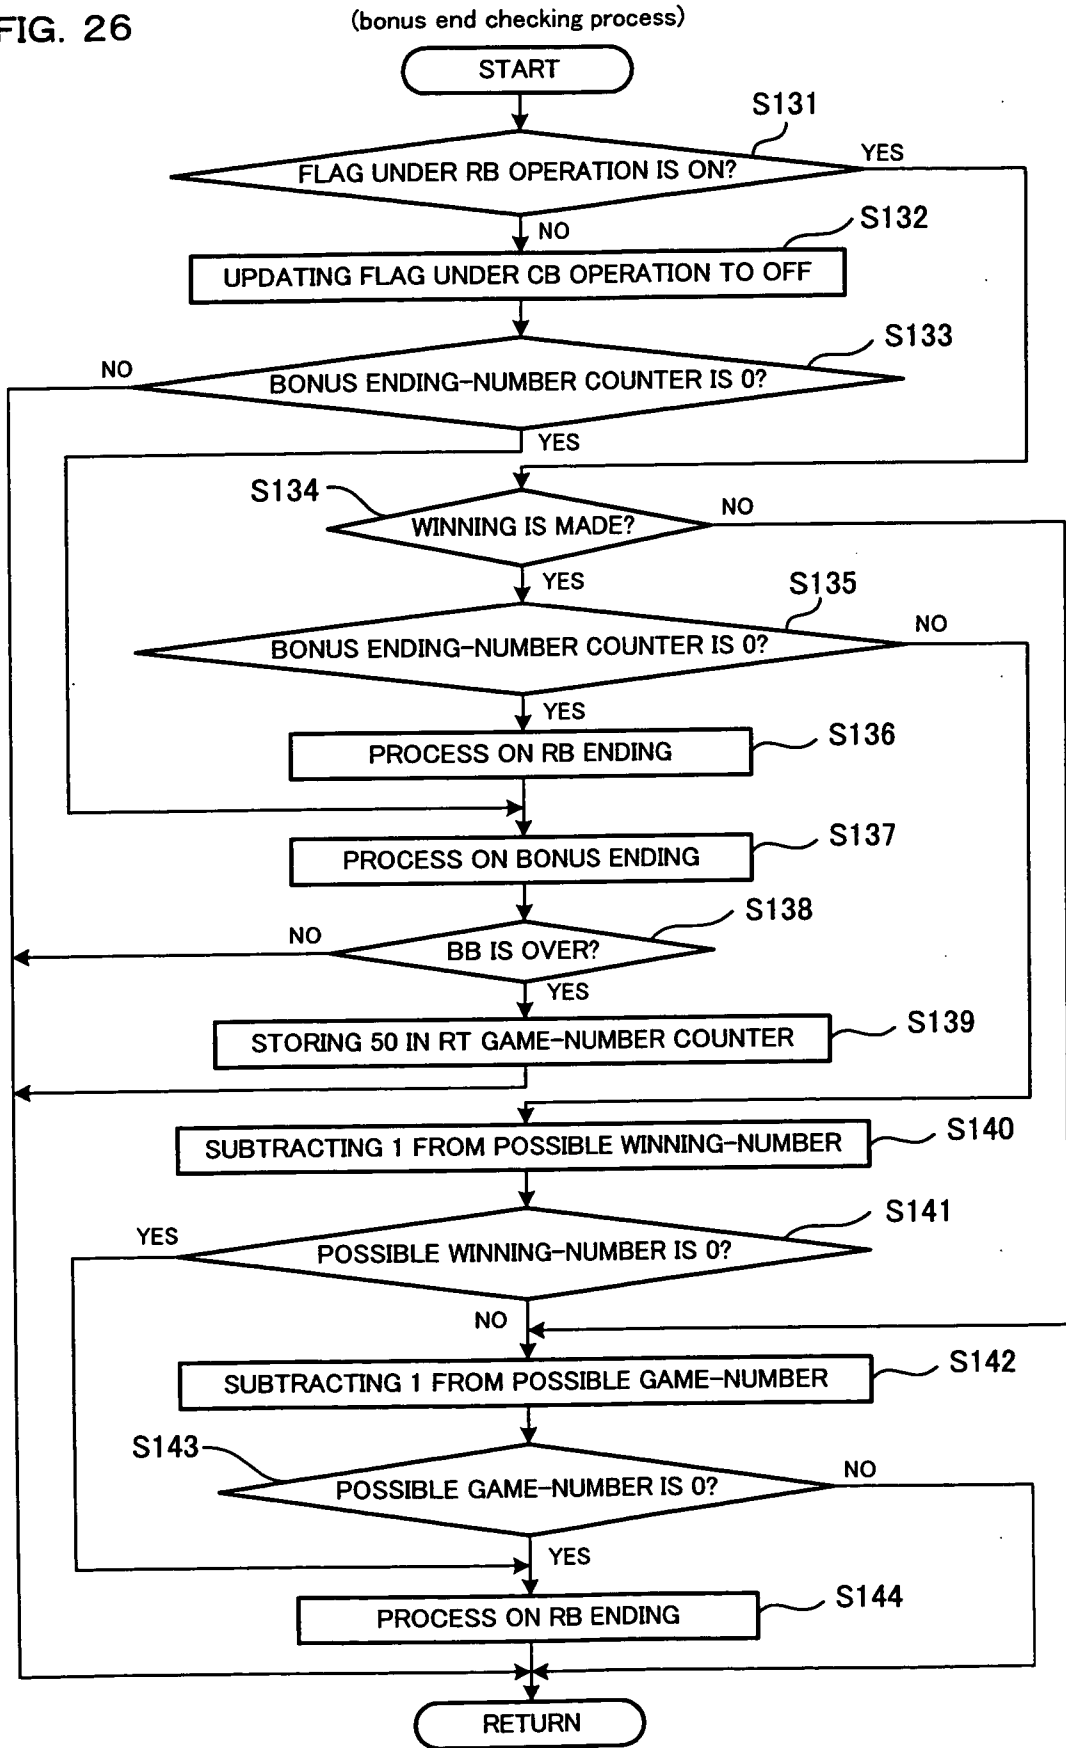 FIG. 26
(bonus end checking process)
START
S131
FLAG UNDER RB OPERATION IS ON?
YES
NO
S132
UPDATING FLAG UNDER CB OPERATION TO OFF
S133
NO
BONUS ENDING-NUMBER COUNTER IS 0?
YES
S134
WINNING IS MADE?
NO
YES
S135
BONUS ENDING-NUMBER COUNTER IS 0?
NO
YES
PROCESS ON RB ENDING
S136
PROCESS ON BONUS ENDING
S137
S138
NO
BB IS OVER?
YES
STORING 50 IN RT GAME-NUMBER COUNTER
S139
SUBTRACTING 1 FROM POSSIBLE WINNING-NUMBER
S140
S141
YES
POSSIBLE WINNING-NUMBER IS 0?
NO
SUBTRACTING 1 FROM POSSIBLE GAME-NUMBER
S142
S143
POSSIBLE GAME-NUMBER IS 0?
NO
YES
PROCESS ON RB ENDING
S144
RETURN